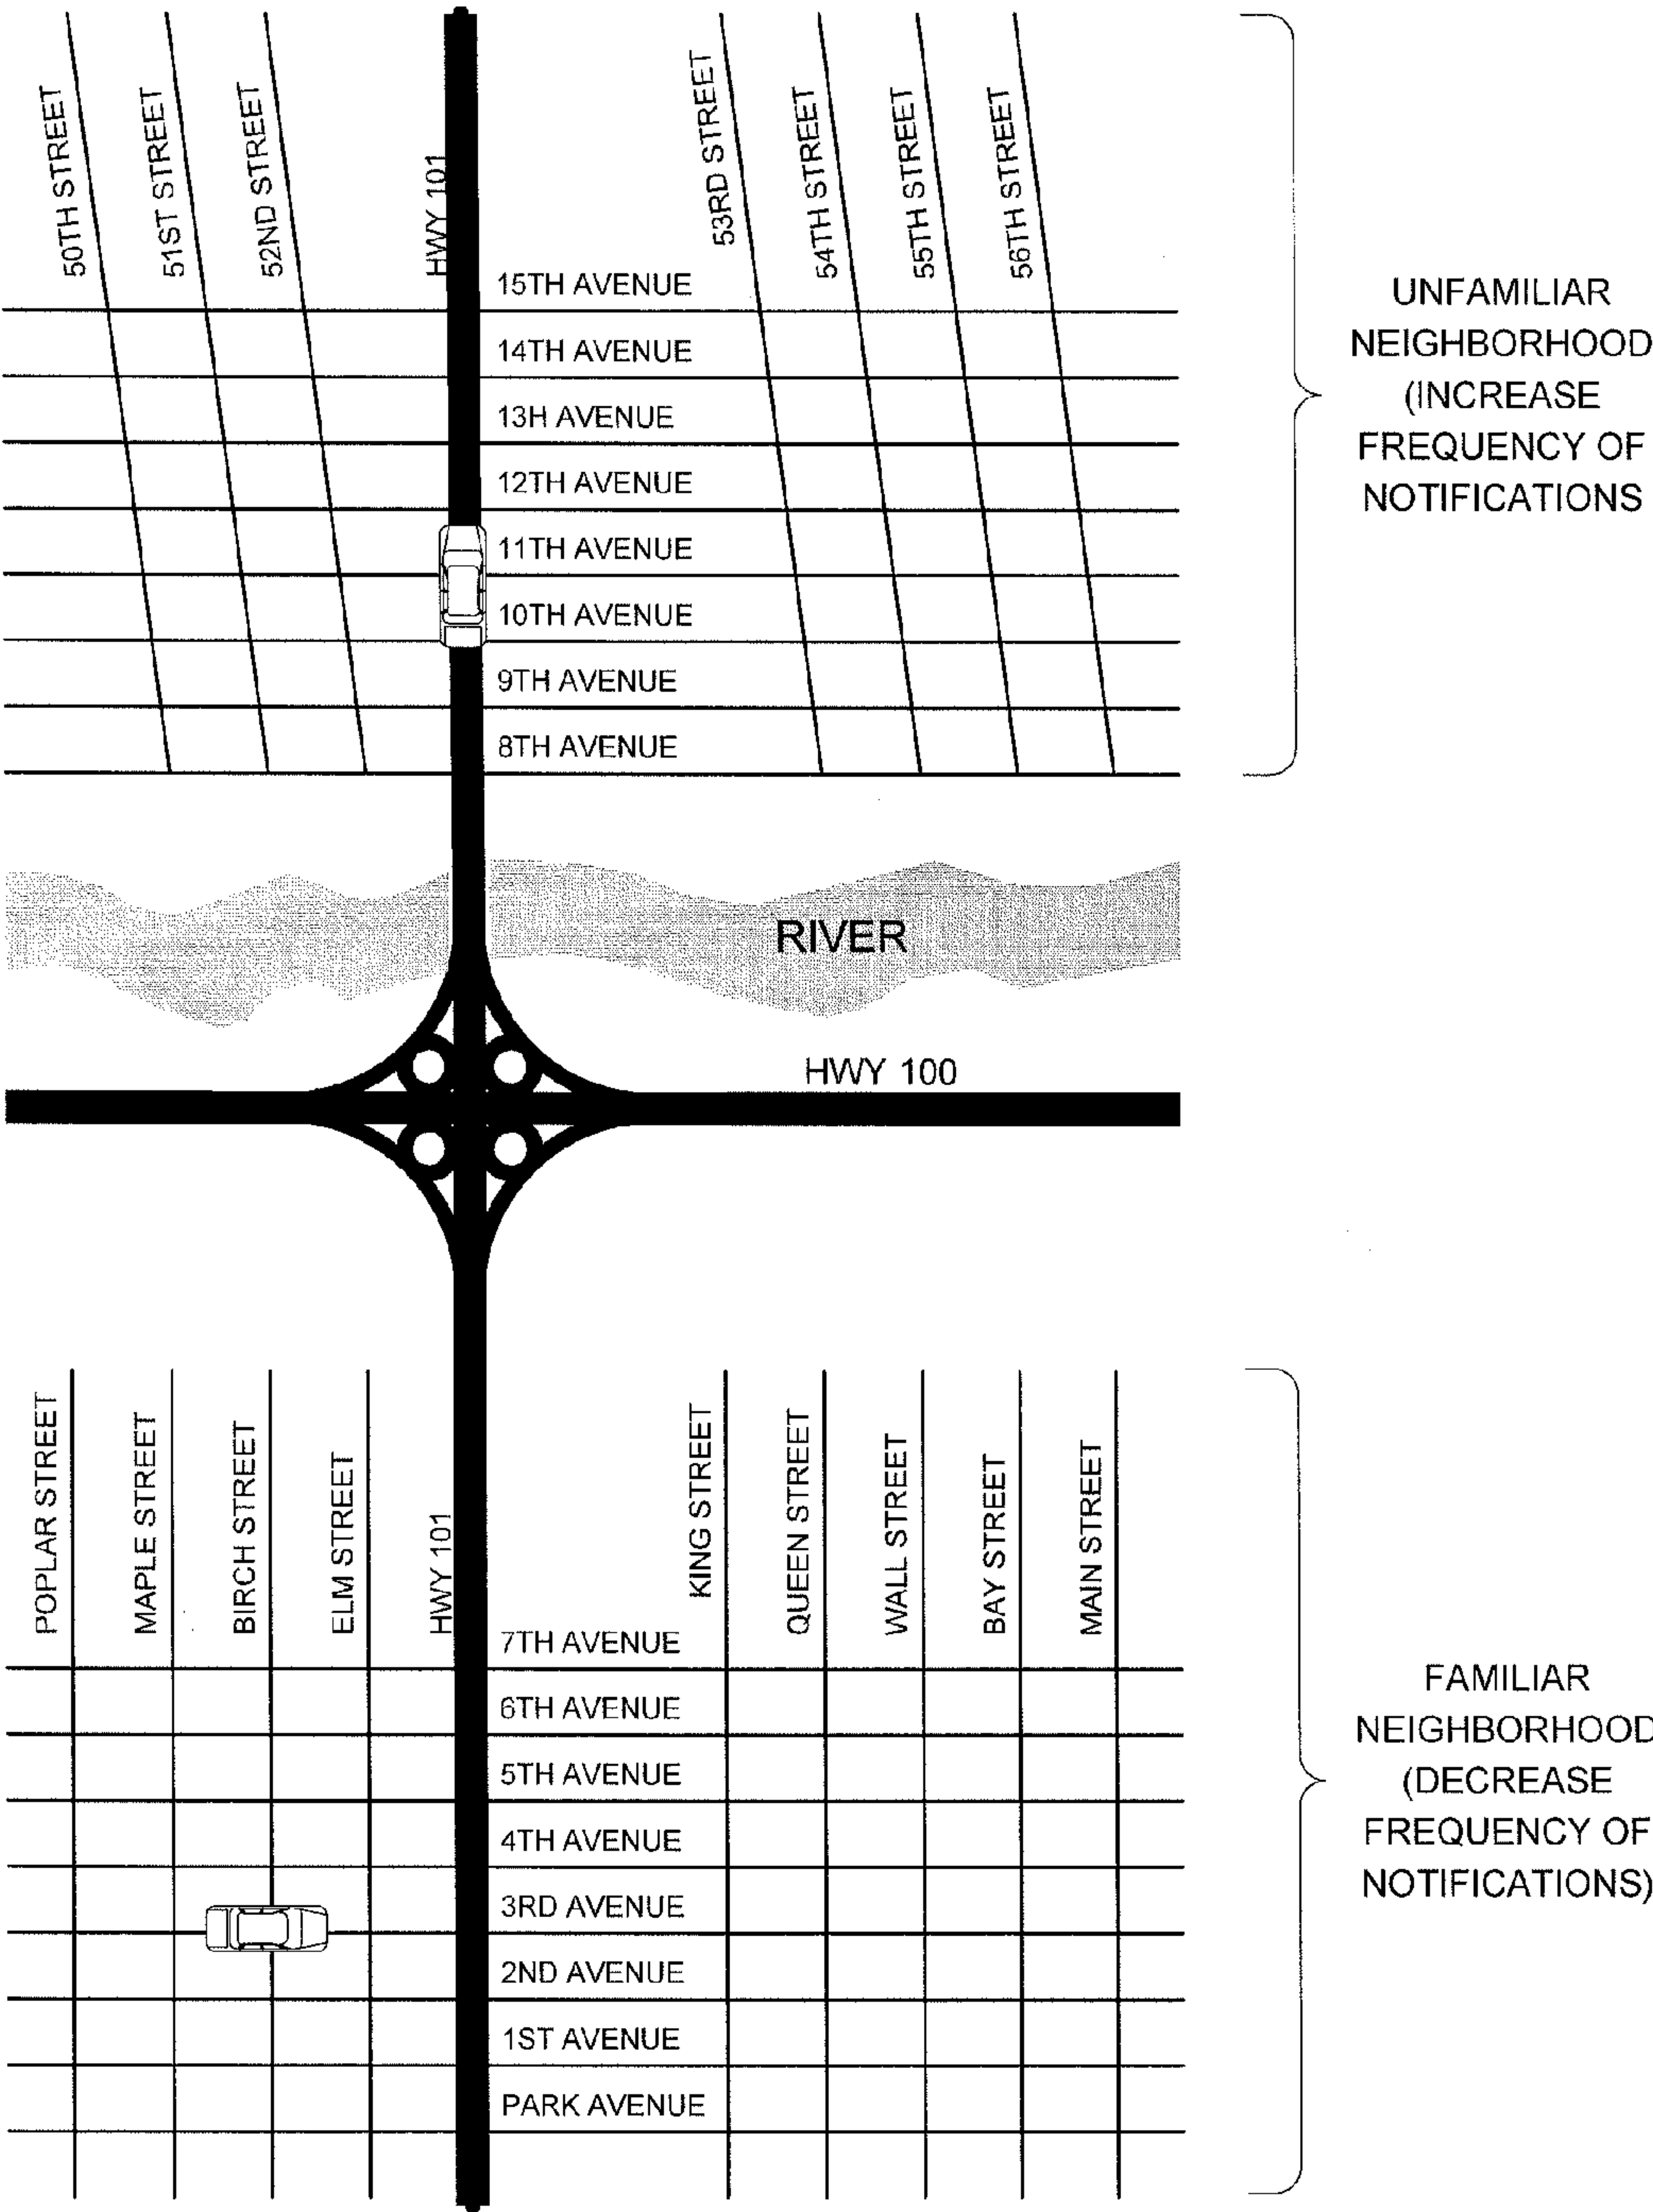 50TH STREET
51ST STREET
52ND STREET
HWY 101
53RD STREET
54TH STREET
55TH STREET
56TH STREET
15TH AVENUE
14TH AVENUE
13H AVENUE
12TH AVENUE
11TH AVENUE
10TH AVENUE
9TH AVENUE
8TH AVENUE
UNFAMILIAR
NEIGHBORHOOD
(INCREASE
FREQUENCY OF
NOTIFICATIONS
RIVER
HWY 100
POPLAR STREET
MAPLE STREET
BIRCH STREET
ELM STREET
HWY 101
KING STREET
QUEEN STREET
WALL STREET
BAY STREET
MAIN STREET
7TH AVENUE
6TH AVENUE
5TH AVENUE
4TH AVENUE
3RD AVENUE
2ND AVENUE
1ST AVENUE
PARK AVENUE
FAMILIAR
NEIGHBORHOOD
(DECREASE
FREQUENCY OF
NOTIFICATIONS)